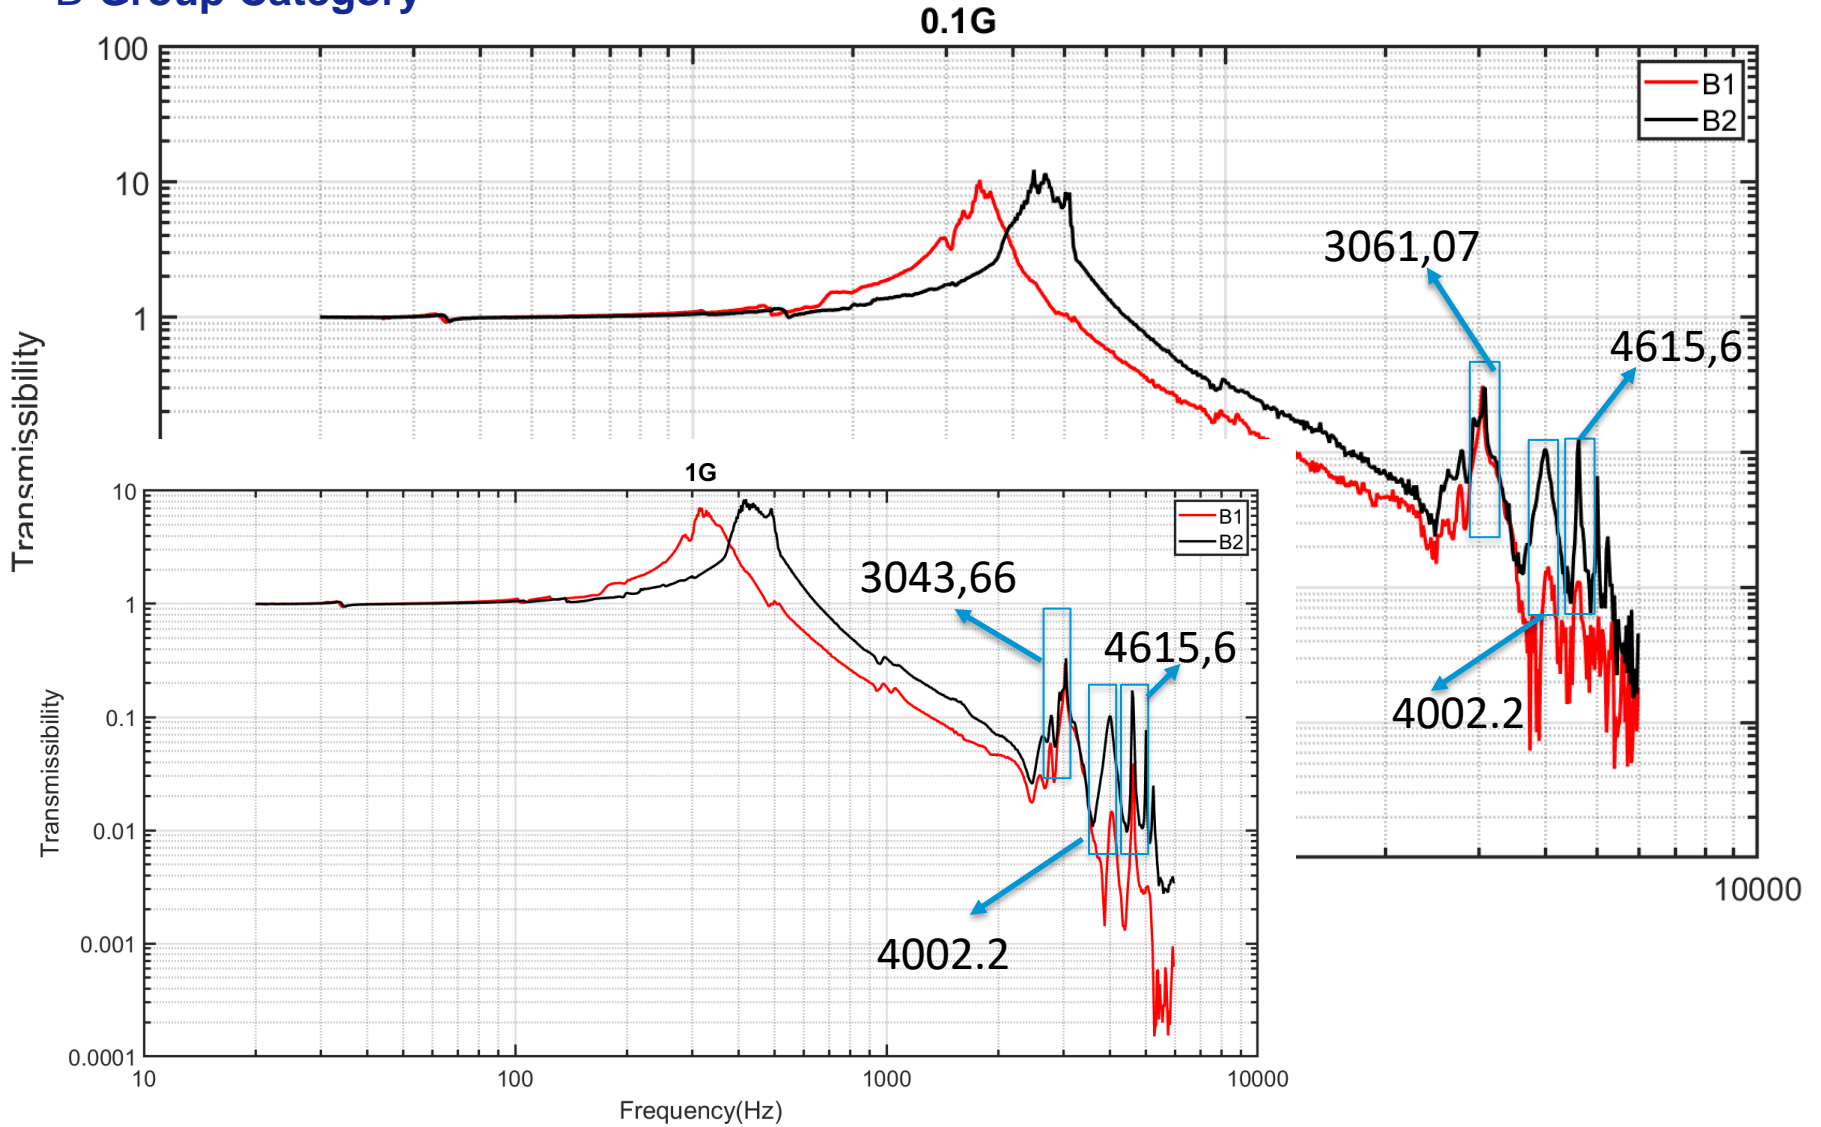 B Group Category
0.1G
100
10
1
Transmissibility
B1
B2
3061,07
4615,6
4002.2
10000
1G
10
1
0.1
0.01
0.001
0.0001
Transmissibility
B1
B2
3043,66
4615,6
4002.2
10
100
1000
10000
Frequency(Hz)